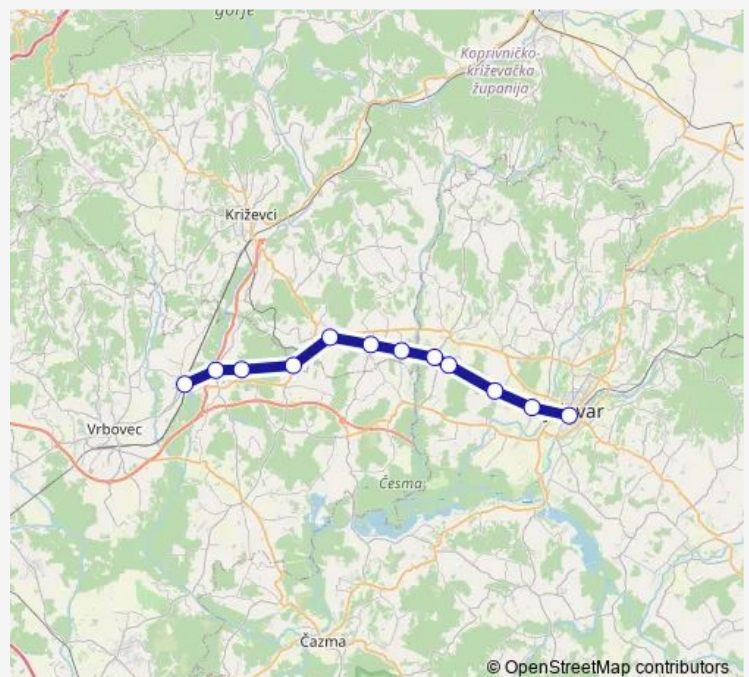 gorje
Koprivničko-
križevačka
županija
Križevci
Vrbovec
var
Česma
Čazma
© OpenStreetMap contributors